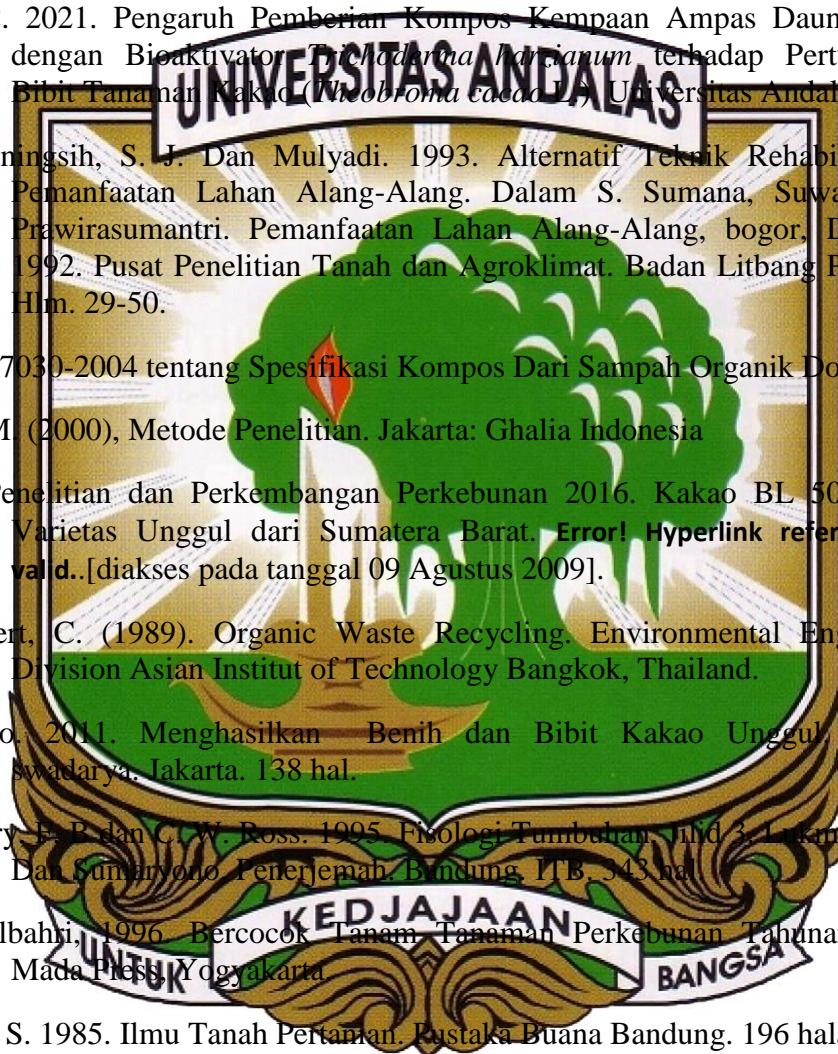 . 2021. Pengaruh Pemberian Kompos Kempaan Ampas Daun
dengan Bioaktivator Trichoderma harzianum terhadap Pert
Bibit Tanaman Kakao (Theobroma cacao L.). Universitas Andal
UNIVERSITAS ANDALAS
ningsih, S. J. Dan Mulyadi. 1993. Alternatif Teknik Rehabi
Pemanfaatan Lahan Alang-Alang. Dalam S. Sumana, Suwa
Prawirasumantri. Pemanfaatan Lahan Alang-Alang, bogor, D
1992. Pusat Penelitian Tanah dan Agroklimat. Badan Litbang P
Hlm. 29-50.
7030-2004 tentang Spesifikasi Kompos Dari Sampah Organik Do
M. (2000), Metode Penelitian. Jakarta: Ghalia Indonesia
Penelitian dan Perkembangan Perkebunan 2016. Kakao BL 50
Varietas Unggul dari Sumatera Barat. Error! Hyperlink refer
valid..[diakses pada tanggal 09 Agustus 2009].
ert, C. (1989). Organic Waste Recycling. Environmental Eng
Division Asian Institut of Technology Bangkok, Thailand.
o. 2011. Menghasilkan Benih dan Bibit Kakao Unggul.
swadarya. Jakarta. 138 hal.
ry, F. B dan C. W. Ross. 1995. Fisologi Tumbuhan. Jilid 3. Lukm
Dan Sumaryono. Penerjemah. Bandung. ITB. 343 hal.
lbahri, 1996. Bercocok Tanam Tanaman Perkebunan Tahuna
Mada Press, Yogyakarta.
UNTUK KEDJAJAAN BANGSA
S. 1985. Ilmu Tanah Pertanian. Pustaka Buana Bandung. 196 hal.